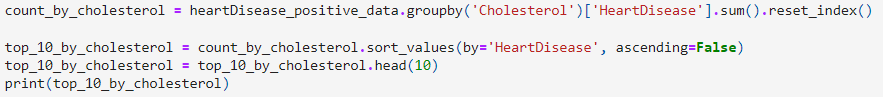 count_by_cholesterol = heartDisease_positive_data.groupby('Cholesterol')['HeartDisease'].sum().reset_index()
top_10_by_cholesterol = count_by_cholesterol.sort_values(by='HeartDisease', ascending=False)
top_10_by_cholesterol = top_10_by_cholesterol.head(10)
print(top_10_by_cholesterol)